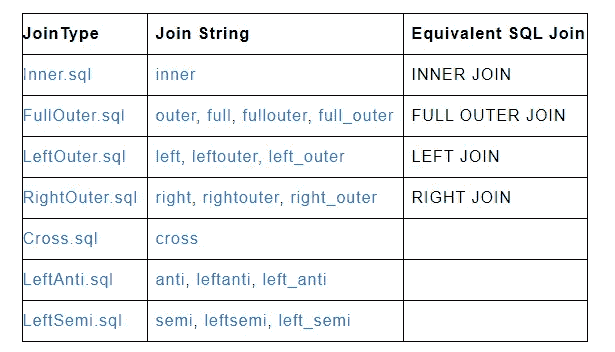 JoinType Join String Equivalent SQL Join
Inner.sql inner INNER JOIN
FullOuter.sql outer, full, fullouter, full_outer FULL OUTER JOIN
LeftOuter.sql left, leftouter, left_outer LEFT JOIN
RightOuter.sql right, rightouter, right_outer RIGHT JOIN
Cross.sql cross
LeftAnti.sql anti, leftanti, left_anti
LeftSemi.sql semi, leftsemi, left_semi